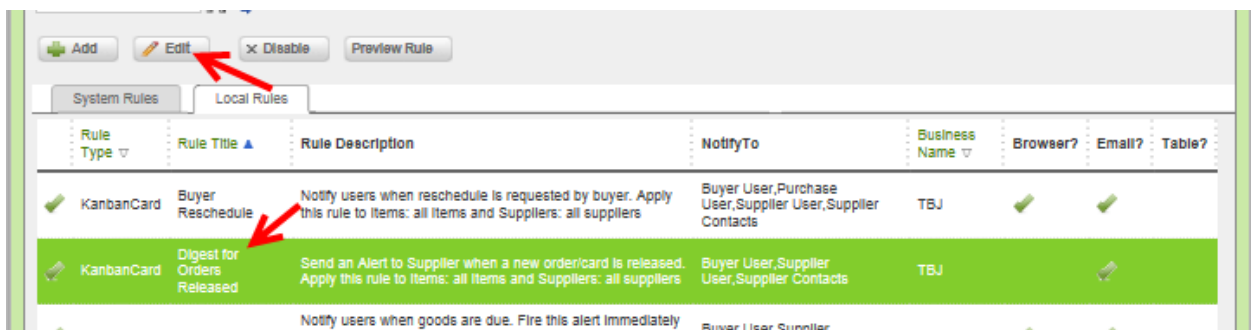 Add Edit Disable Preview Rule
System Rules Local Rules
Rule Type Rule Title Rule Description NotifyTo Business Name Browser? Email? Table?
KanbanCard
Buyer
Reschedule
Notify users when reschedule is requested by buyer. Apply
this rule to Items: all Items and Suppliers: all suppliers
Buyer User,Purchase
User,Supplier User,Supplier
Contacts
TBJ
KanbanCard
Digest for
Orders
Released
Send an Alert to Supplier when a new order/card is released.
Apply this rule to Items: all Items and Suppliers: all suppliers
Buyer User,Supplier
User,Supplier Contacts
TBJ
Notify users when goods are due. Fire this alert immediately
Buyer User,Supplier